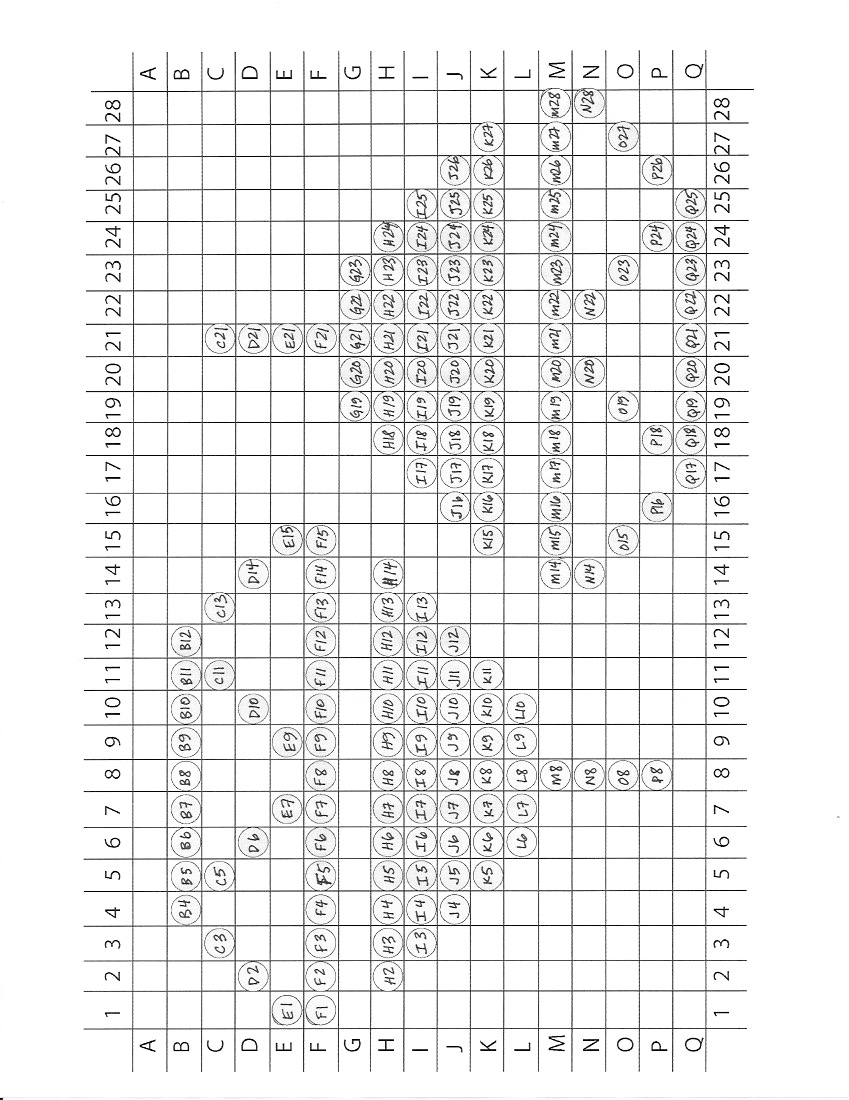 1 2 3 4 5 6 7 8 9 10 11 12 13 14 15 16 17 18 19 20 21 22 23 24 25 26 27 28
A A
B B4 B5 B6 B7 B8 B9 B10 B11 B12 B
C C3 C5 C11 C13 C21 C
D D2 D6 D10 D14 D21 D
E E1 E7 E9 E15 E21 E
F F1 F2 F3 F4 F5 F6 F7 F8 F9 F10 F11 F12 F13 F14 F15 F21 F
G G19 G20 G21 G22 G23 G
H H2 H3 H4 H5 H6 H7 H8 H9 H10 H11 H12 H13 H14 H18 H19 H20 H21 H22 H23 H24 H
I I3 I4 I5 I6 I7 I8 I9 I10 I11 I12 I13 I17 I18 I19 I20 I21 I22 I23 I24 I25 I
J J4 J5 J6 J7 J8 J9 J10 J11 J12 J16 J17 J18 J19 J20 J21 J22 J23 J24 J25 J26 J
K K5 K6 K7 K8 K9 K10 K11 K15 K16 K17 K18 K19 K20 K21 K22 K23 K24 K25 K26 K27 K
L L6 L7 L8 L9 L10 L
M M8 M14 M15 M16 M17 M18 M19 M20 M21 M22 M23 M24 M25 M26 M27 M28 M
N N8 N14 N20 N22 N28 N
O O8 O15 O19 O23 O27 O
P P8 P16 P18 P24 P26 P
Q Q17 Q18 Q19 Q20 Q21 Q22 Q23 Q24 Q25 Q
1 2 3 4 5 6 7 8 9 10 11 12 13 14 15 16 17 18 19 20 21 22 23 24 25 26 27 28